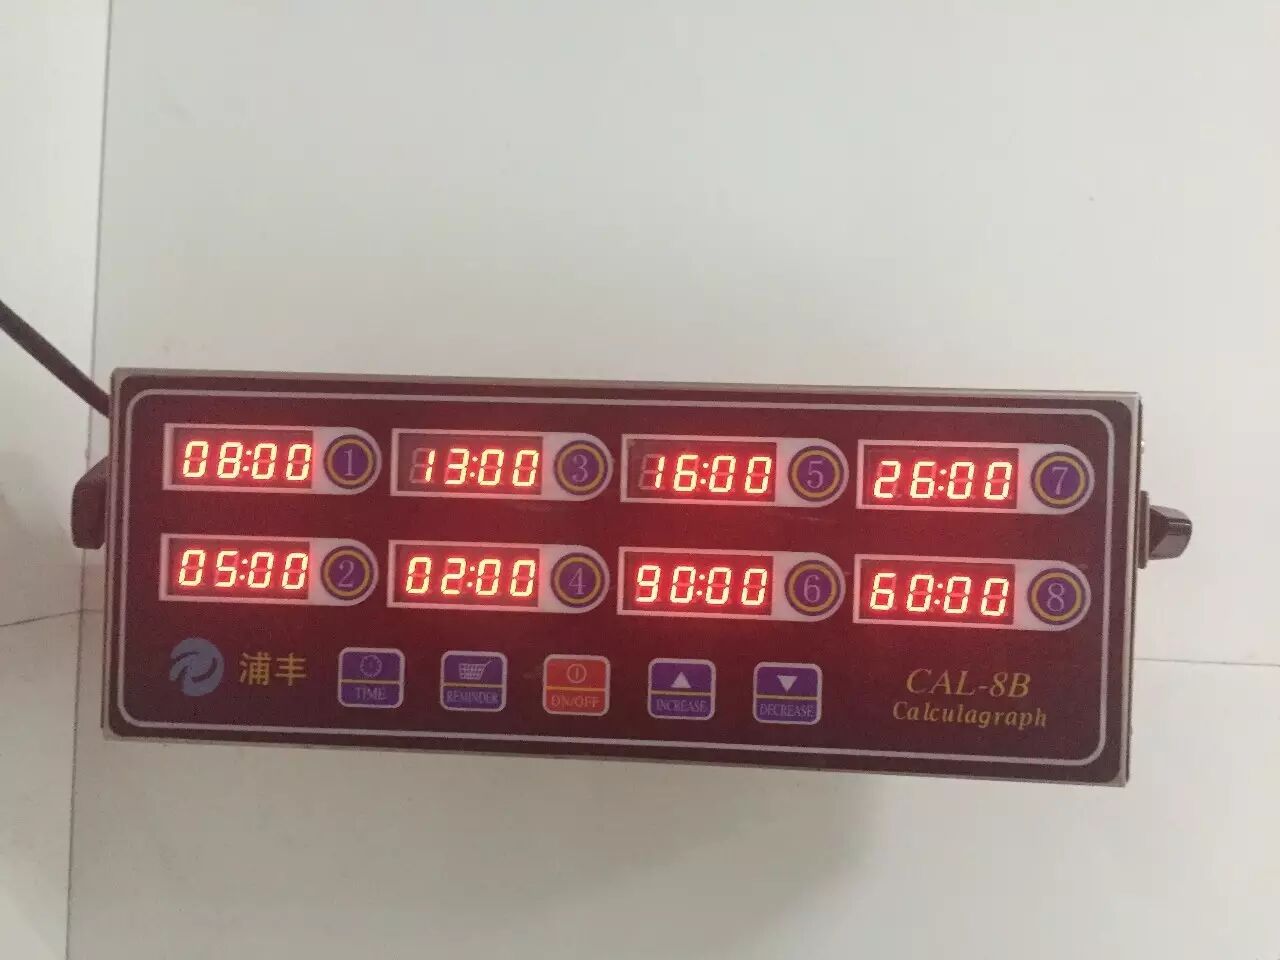 08:00 1 13:00 3 16:00 5 26:00 7
05:00 2 02:00 4 90:00 6 60:00 8
浦丰
TIME
REMINDER
ON/OFF
INCREASE
DECREASE
CAL-8B
Calculagraph